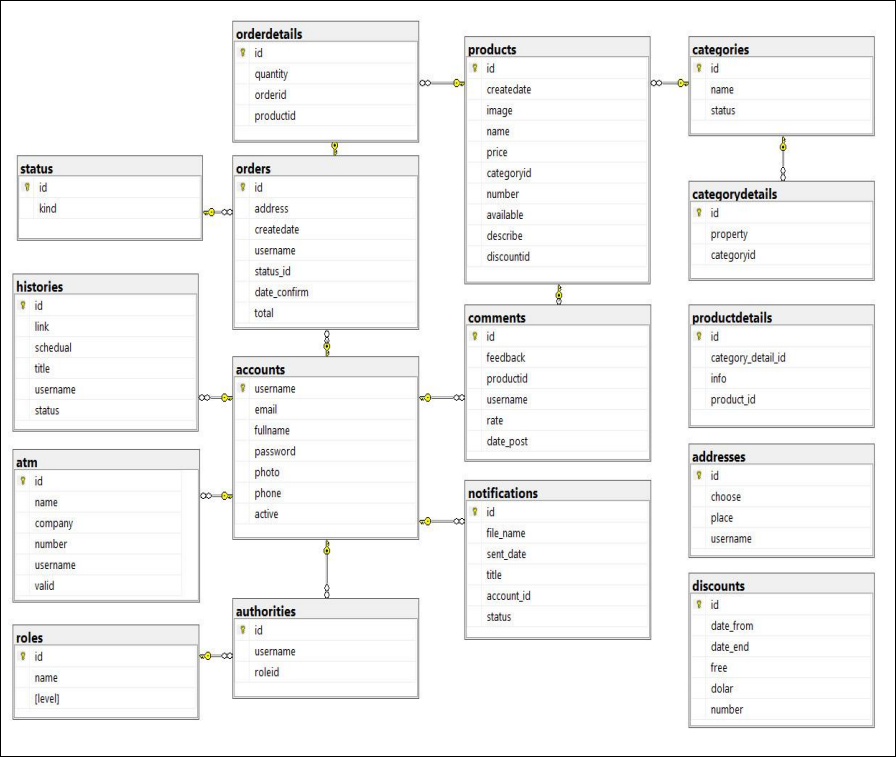 orderdetails
id
quantity
orderid
productid
products
id
createdate
image
name
price
categoryid
number
available
describe
discountid
categories
id
name
status
status
id
kind
orders
id
address
createdate
username
status_id
date_confirm
total
categorydetails
id
property
categoryid
histories
id
link
schedual
title
username
status
accounts
username
email
fullname
password
photo
phone
active
comments
id
feedback
productid
username
rate
date_post
productdetails
id
category_detail_id
info
product_id
atm
id
name
company
number
username
valid
notifications
id
file_name
sent_date
title
account_id
status
addresses
id
choose
place
username
roles
id
name
[level]
authorities
id
username
roleid
discounts
id
date_from
date_end
free
dolar
number